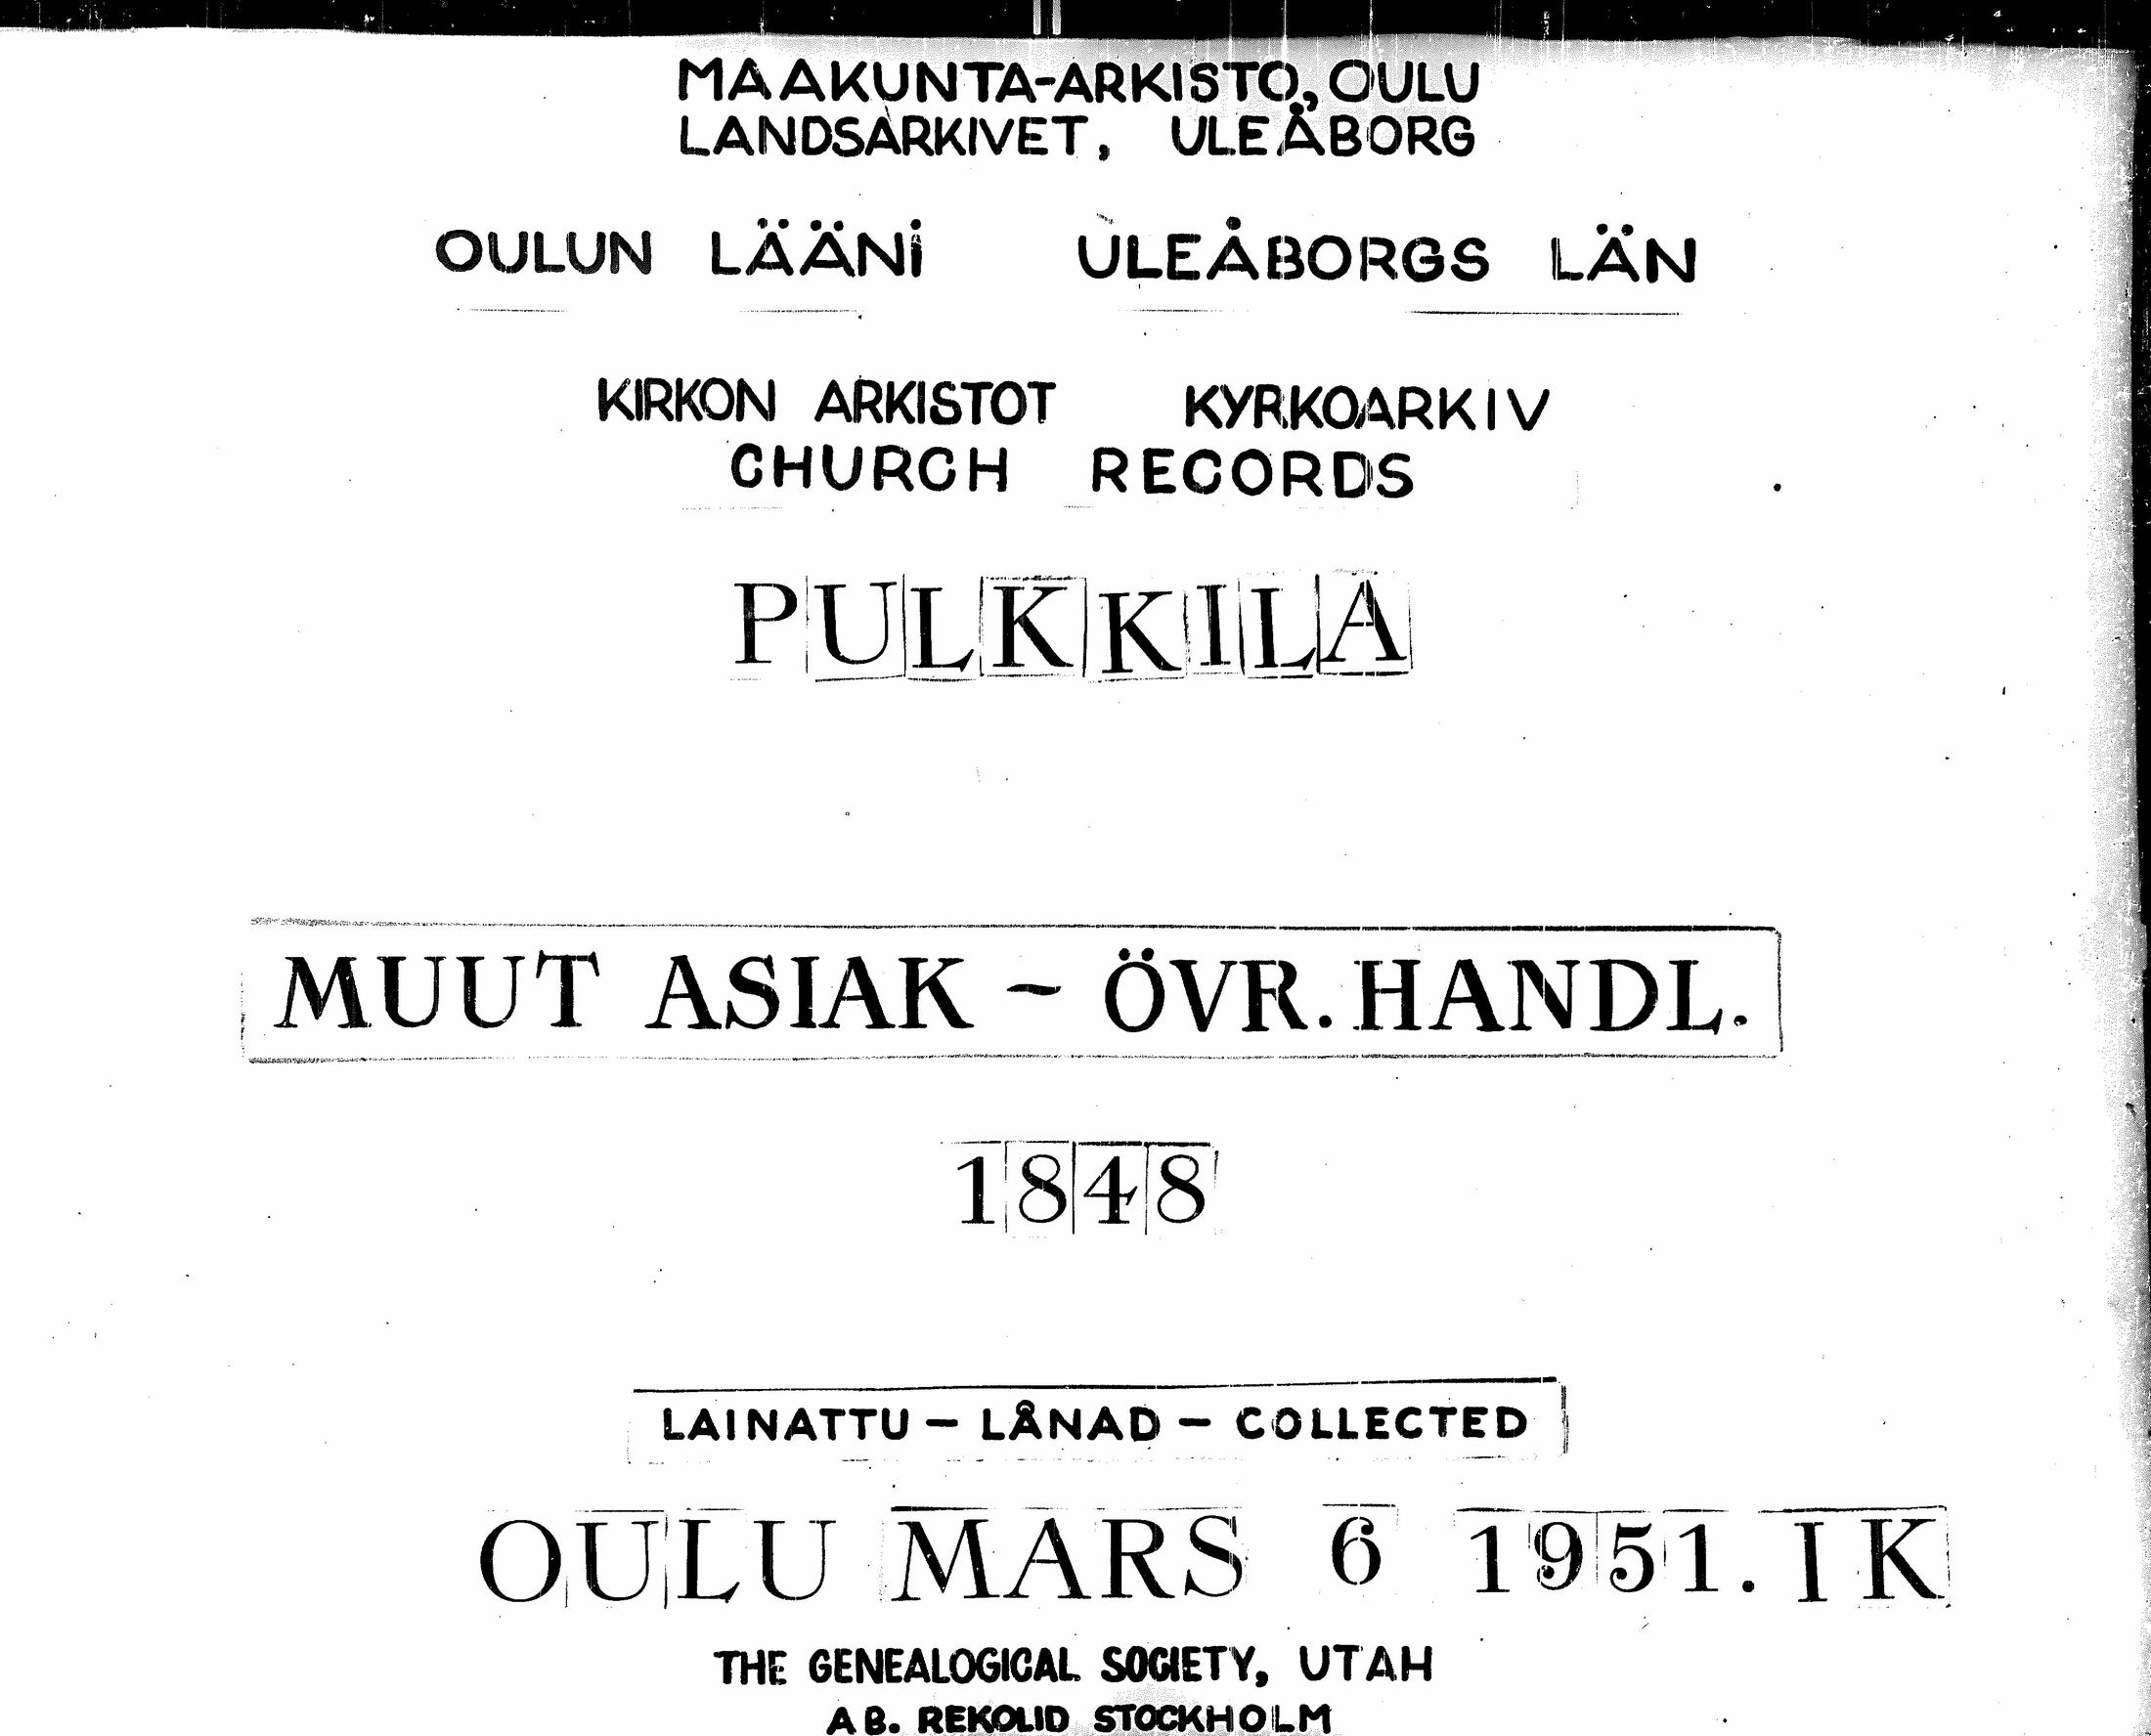 MAAKUNTA-ARKISTO, OULU
LANDSARKIVET, ULEÅBORG
OULUN LÄÄNI ULEÅBORGS LÄN
KIRKON ARKISTOT KYRKOARKIV
CHURCH RECORDS
PULKKILA
MUUT ASIAK - ÖVR. HANDL.
1848
LAINATTU - LÅNAD - COLLECTED
OULU MARS 6 1951. IK
THE GENEALOGICAL SOCIETY, UTAH
AB. REKOLID STOCKHOLM